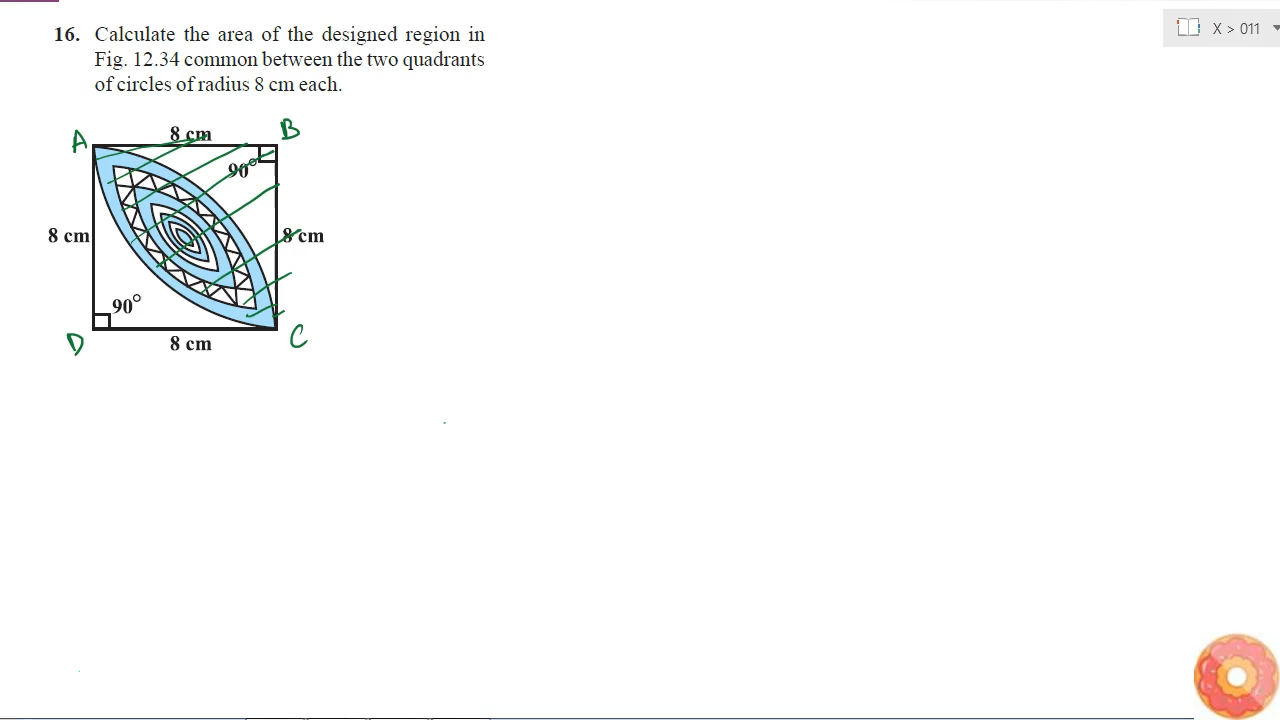 16. Calculate the area of the designed region in
Fig. 12.34 common between the two quadrants
of circles of radius 8 cm each.
X > 011
8 cm
A
B
90°
8 cm
8 cm
90°
D
8 cm
C